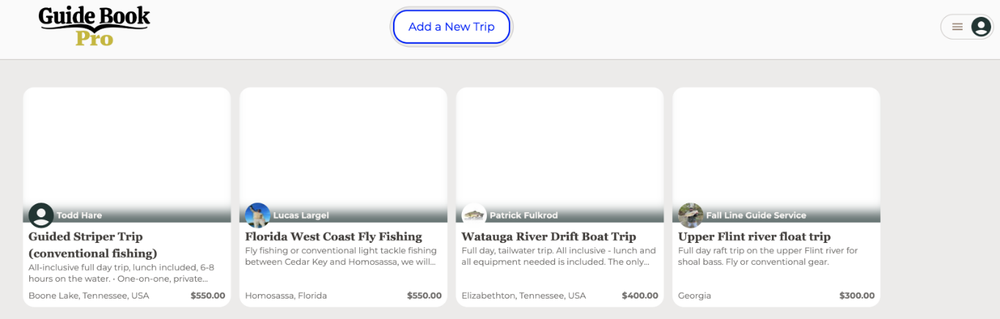 Guide Book
Pro
Add a New Trip
Todd Hare
Guided Striper Trip
(conventional fishing)
All-inclusive full day trip, lunch included, 6-8
hours on the water. • One-on-one, private...
Boone Lake, Tennessee, USA
$550.00
Lucas Largel
Florida West Coast Fly Fishing
Fly fishing or conventional light tackle fishing
between Cedar Key and Homosassa, we will...
Homosassa, Florida
$550.00
Patrick Fulkrod
Watauga River Drift Boat Trip
Full day, tailwater trip. All inclusive - lunch and
all equipment needed is included. The only...
Elizabethton, Tennessee, USA
$400.00
Fall Line Guide Service
Upper Flint river float trip
Full day raft trip on the upper Flint river for
shoal bass. Fly or conventional gear.
Georgia
$300.00